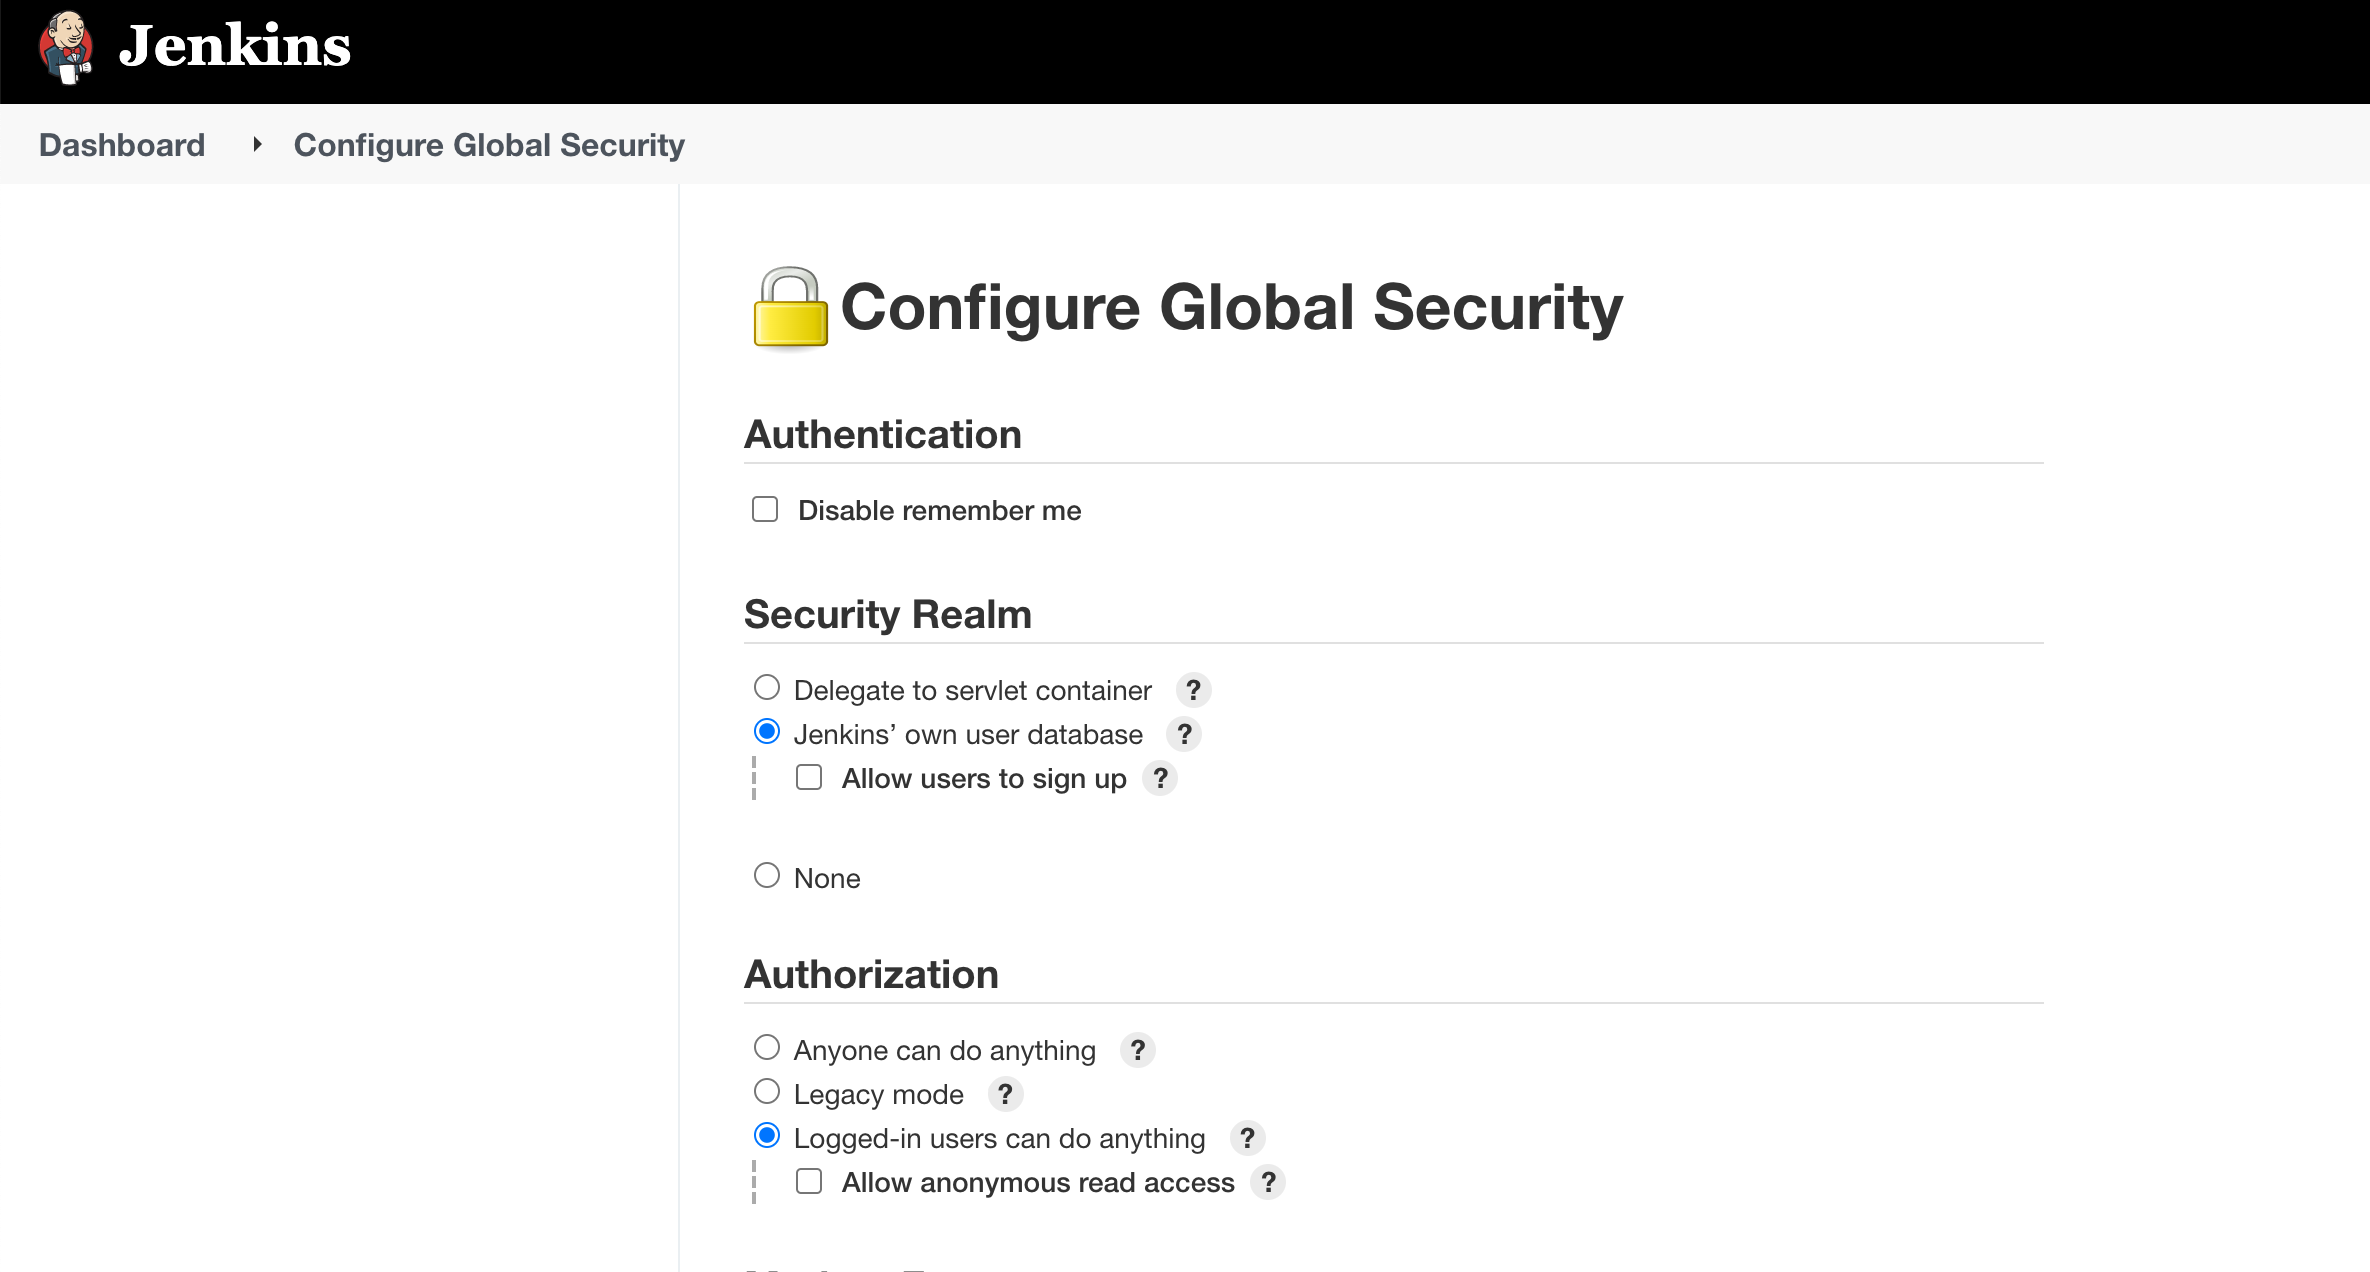 Jenkins
Dashboard
Configure Global Security
Configure Global Security
Authentication
Disable remember me
Security Realm
Delegate to servlet container ?
Jenkins’ own user database ?
Allow users to sign up ?
None
Authorization
Anyone can do anything ?
Legacy mode ?
Logged-in users can do anything ?
Allow anonymous read access ?